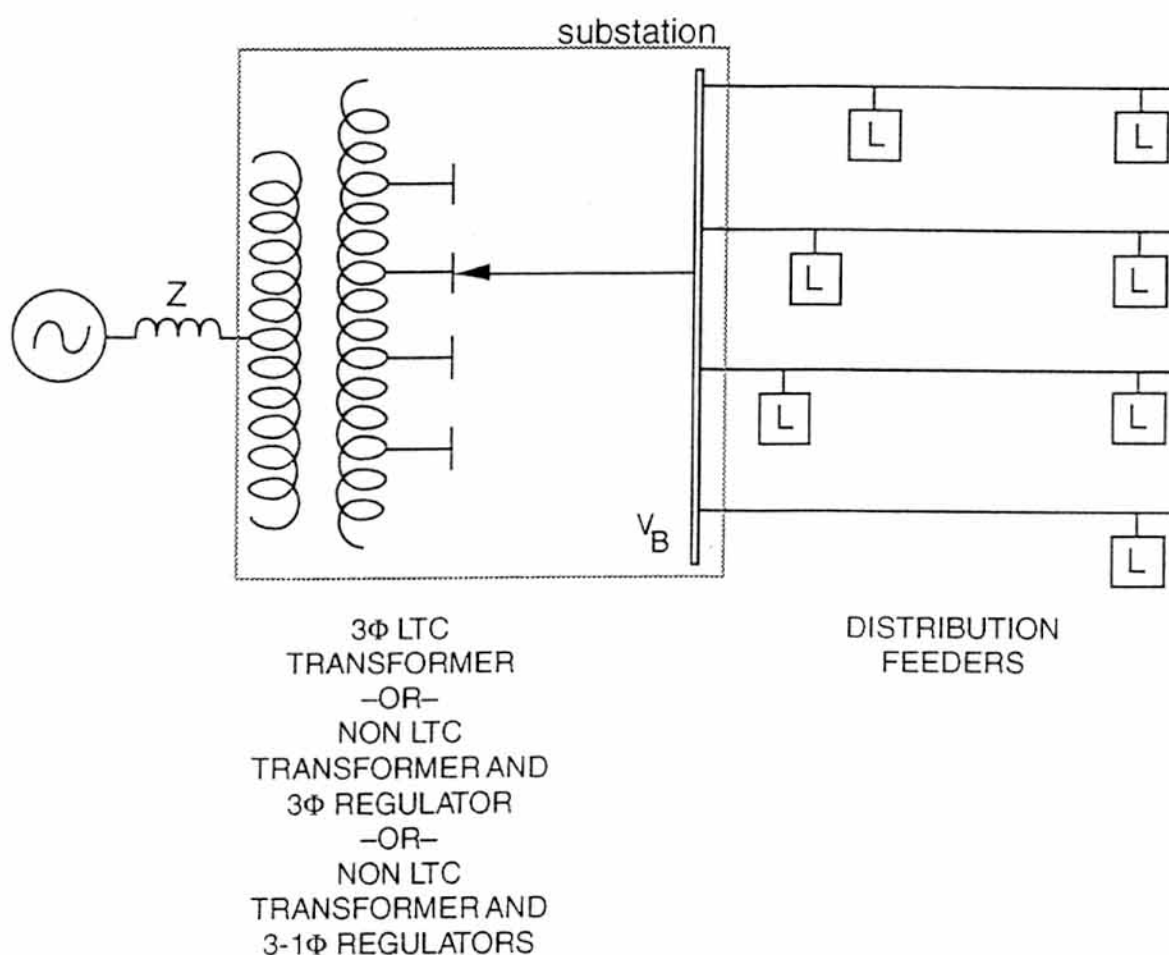 substation
Z
L
L
L
L
L
L
L
V_B
3Φ LTC
TRANSFORMER
–OR–
NON LTC
TRANSFORMER AND
3Φ REGULATOR
–OR–
NON LTC
TRANSFORMER AND
3-1Φ REGULATORS
DISTRIBUTION
FEEDERS